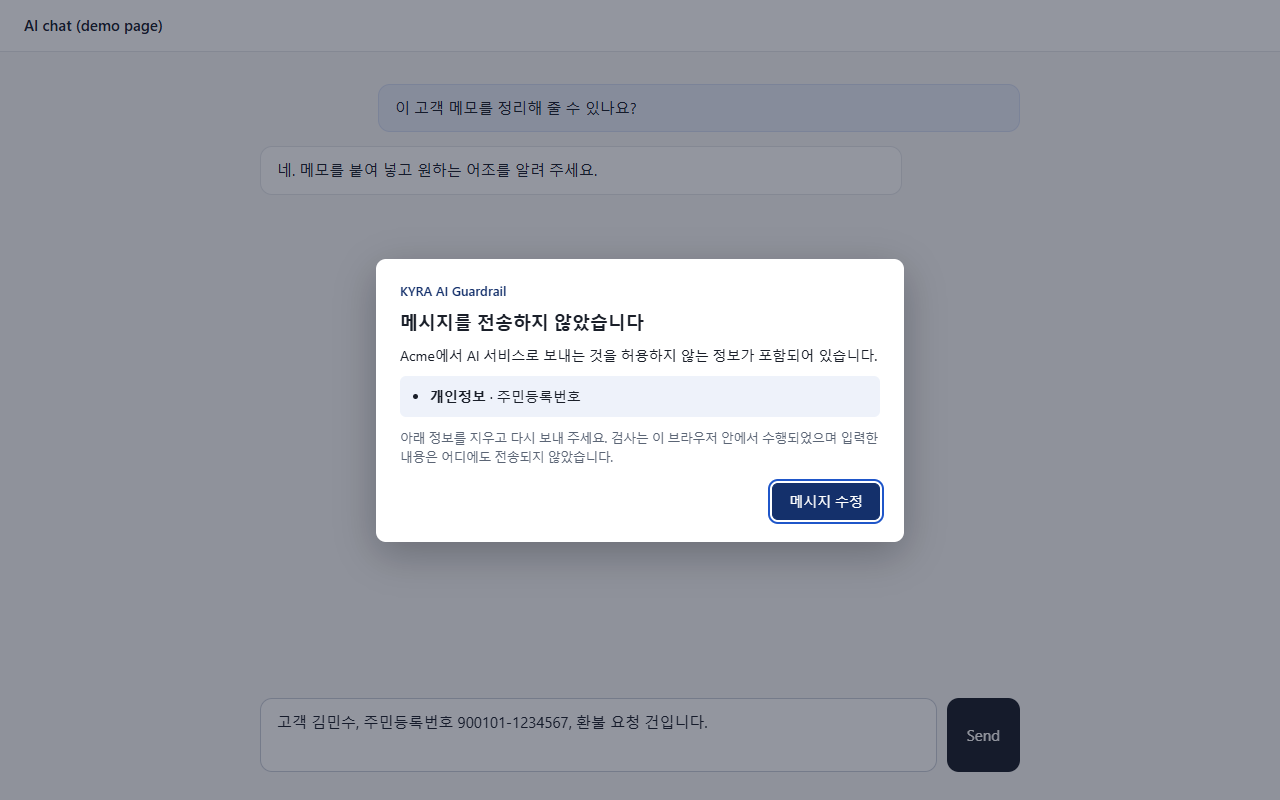 AI chat (demo page)
이 고객 메모를 정리해 줄 수 있나요?
네. 메모를 붙여 넣고 원하는 어조를 알려 주세요.
KYRA AI Guardrail
메시지를 전송하지 않았습니다
Acme에서 AI 서비스로 보내는 것을 허용하지 않는 정보가 포함되어 있습니다.
• 개인정보 · 주민등록번호
아래 정보를 지우고 다시 보내 주세요. 검사는 이 브라우저 안에서 수행되었으며 입력한
내용은 어디에도 전송되지 않았습니다.
메시지 수정
고객 김민수, 주민등록번호 900101-1234567, 환불 요청 건입니다.
Send